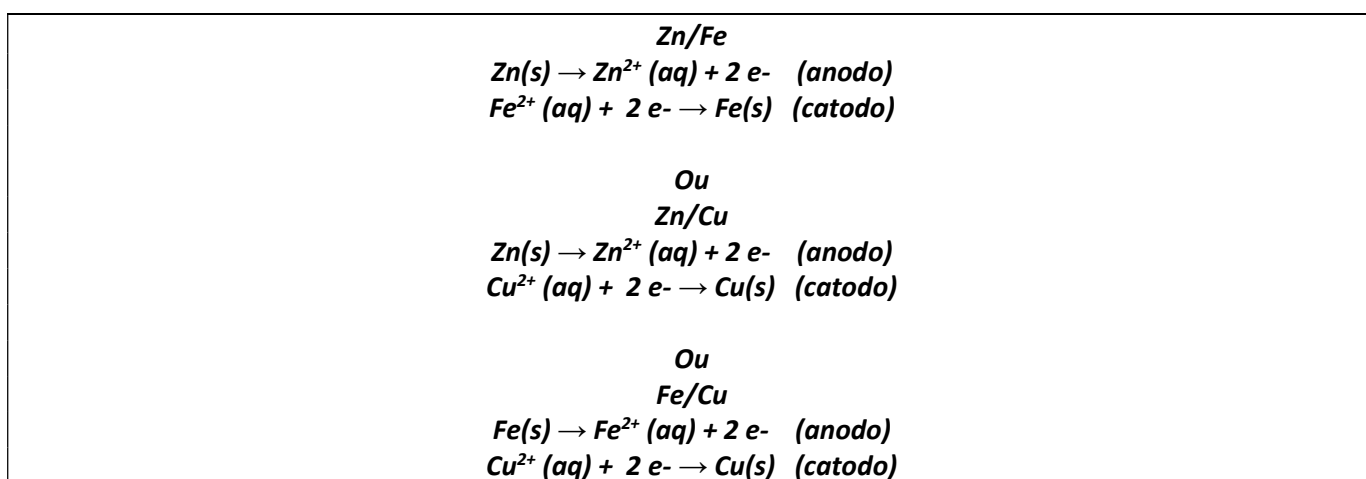 Zn/Fe
Zn(s) → Zn²⁺ (aq) + 2 e- (anodo)
Fe²⁺ (aq) + 2 e- → Fe(s) (catodo)
Ou
Zn/Cu
Zn(s) → Zn²⁺ (aq) + 2 e- (anodo)
Cu²⁺ (aq) + 2 e- → Cu(s) (catodo)
Ou
Fe/Cu
Fe(s) → Fe²⁺ (aq) + 2 e- (anodo)
Cu²⁺ (aq) + 2 e- → Cu(s) (catodo)